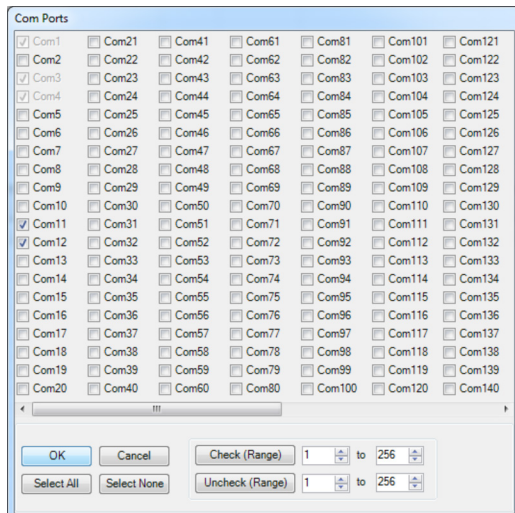 Com Ports
Com1 Com21 Com41 Com61 Com81 Com101 Com121
Com2 Com22 Com42 Com62 Com82 Com102 Com122
Com3 Com23 Com43 Com63 Com83 Com103 Com123
Com4 Com24 Com44 Com64 Com84 Com104 Com124
Com5 Com25 Com45 Com65 Com85 Com105 Com125
Com6 Com26 Com46 Com66 Com86 Com106 Com126
Com7 Com27 Com47 Com67 Com87 Com107 Com127
Com8 Com28 Com48 Com68 Com88 Com108 Com128
Com9 Com29 Com49 Com69 Com89 Com109 Com129
Com10 Com30 Com50 Com70 Com90 Com110 Com130
Com11 Com31 Com51 Com71 Com91 Com111 Com131
Com12 Com32 Com52 Com72 Com92 Com112 Com132
Com13 Com33 Com53 Com73 Com93 Com113 Com133
Com14 Com34 Com54 Com74 Com94 Com114 Com134
Com15 Com35 Com55 Com75 Com95 Com115 Com135
Com16 Com36 Com56 Com76 Com96 Com116 Com136
Com17 Com37 Com57 Com77 Com97 Com117 Com137
Com18 Com38 Com58 Com78 Com98 Com118 Com138
Com19 Com39 Com59 Com79 Com99 Com119 Com139
Com20 Com40 Com60 Com80 Com100 Com120 Com140
OK Cancel Check (Range) 1 to 256
Select All Select None Uncheck (Range) 1 to 256